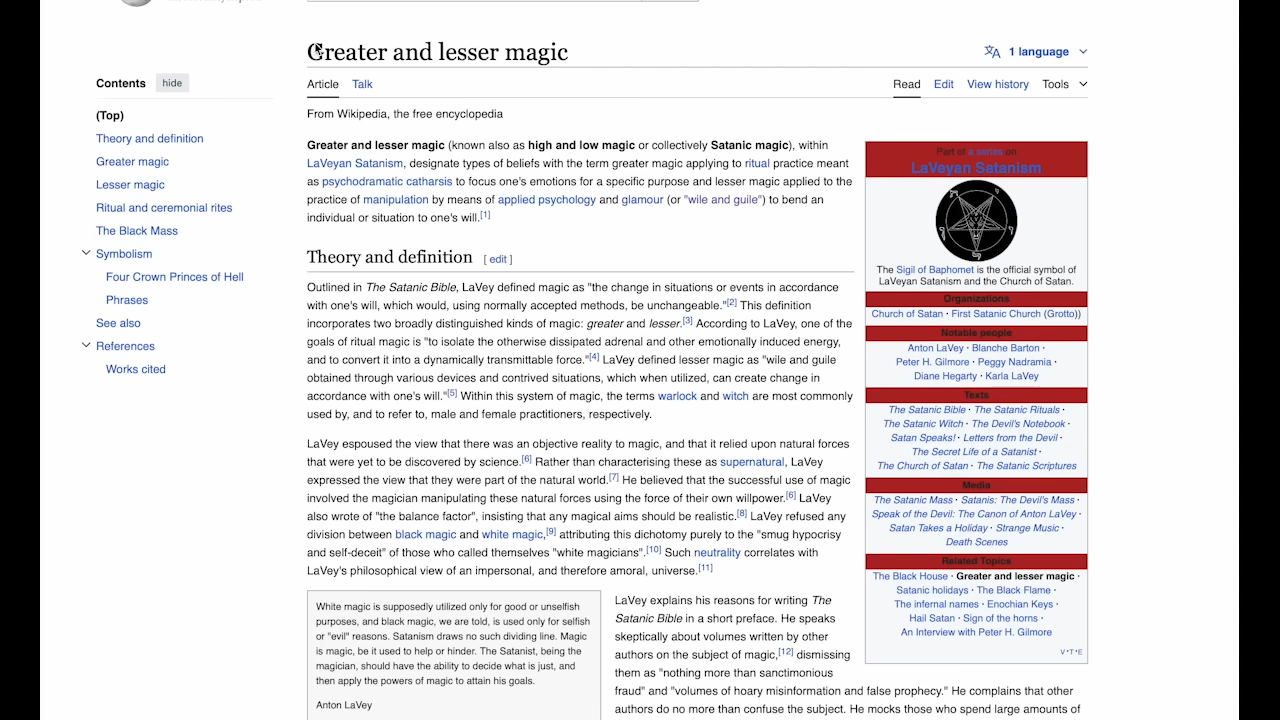 Greater and lesser magic
1 language
Contents hide
Article Talk
Read Edit View history Tools
(Top)
Theory and definition
Greater magic
Lesser magic
Ritual and ceremonial rites
The Black Mass
Symbolism
Four Crown Princes of Hell
Phrases
See also
References
Works cited
From Wikipedia, the free encyclopedia
Greater and lesser magic (known also as high and low magic or collectively Satanic magic), within
LaVeyan Satanism, designate types of beliefs with the term greater magic applying to ritual practice meant
as psychodramatic catharsis to focus one's emotions for a specific purpose and lesser magic applied to the
practice of manipulation by means of applied psychology and glamour (or "wile and guile") to bend an
individual or situation to one's will.[1]
Theory and definition [ edit ]
Outlined in The Satanic Bible, LaVey defined magic as "the change in situations or events in accordance
with one's will, which would, using normally accepted methods, be unchangeable."[2] This definition
incorporates two broadly distinguished kinds of magic: greater and lesser.[3] According to LaVey, one of the
goals of ritual magic is "to isolate the otherwise dissipated adrenal and other emotionally induced energy,
and to convert it into a dynamically transmittable force."[4] LaVey defined lesser magic as "wile and guile
obtained through various devices and contrived situations, which when utilized, can create change in
accordance with one's will."[5] Within this system of magic, the terms warlock and witch are most commonly
used by, and to refer to, male and female practitioners, respectively.
LaVey espoused the view that there was an objective reality to magic, and that it relied upon natural forces
that were yet to be discovered by science.[6] Rather than characterising these as supernatural, LaVey
expressed the view that they were part of the natural world.[7] He believed that the successful use of magic
involved the magician manipulating these natural forces using the force of their own willpower.[6] LaVey
also wrote of "the balance factor", insisting that any magical aims should be realistic.[8] LaVey refused any
division between black magic and white magic,[9] attributing this dichotomy purely to the "smug hypocrisy
and self-deceit" of those who called themselves "white magicians".[10] Such neutrality correlates with
LaVey's philosophical view of an impersonal, and therefore amoral, universe.[11]
White magic is supposedly utilized only for good or unselfish
purposes, and black magic, we are told, is used only for selfish
or "evil" reasons. Satanism draws no such dividing line. Magic
is magic, be it used to help or hinder. The Satanist, being the
magician, should have the ability to decide what is just, and
then apply the powers of magic to attain his goals.
Anton LaVey
LaVey explains his reasons for writing The
Satanic Bible in a short preface. He speaks
skeptically about volumes written by other
authors on the subject of magic,[12] dismissing
them as "nothing more than sanctimonious
fraud" and "volumes of hoary misinformation and false prophecy." He complains that other
authors do no more than confuse the subject. He mocks those who spend large amounts of
Part of a series on
LaVeyan Satanism
The Sigil of Baphomet is the official symbol of
LaVeyan Satanism and the Church of Satan.
Organizations
Church of Satan · First Satanic Church (Grotto))
Notable people
Anton LaVey · Blanche Barton ·
Peter H. Gilmore · Peggy Nadramia ·
Diane Hegarty · Karla LaVey
Texts
The Satanic Bible · The Satanic Rituals ·
The Satanic Witch · The Devil's Notebook ·
Satan Speaks! · Letters from the Devil ·
The Secret Life of a Satanist ·
The Church of Satan · The Satanic Scriptures
Media
The Satanic Mass · Satanis: The Devil's Mass ·
Speak of the Devil: The Canon of Anton LaVey ·
Satan Takes a Holiday · Strange Music ·
Death Scenes
Related Topics
The Black House · Greater and lesser magic ·
Satanic holidays · The Black Flame ·
The infernal names · Enochian Keys ·
Hail Satan · Sign of the horns ·
An Interview with Peter H. Gilmore
V·T·E